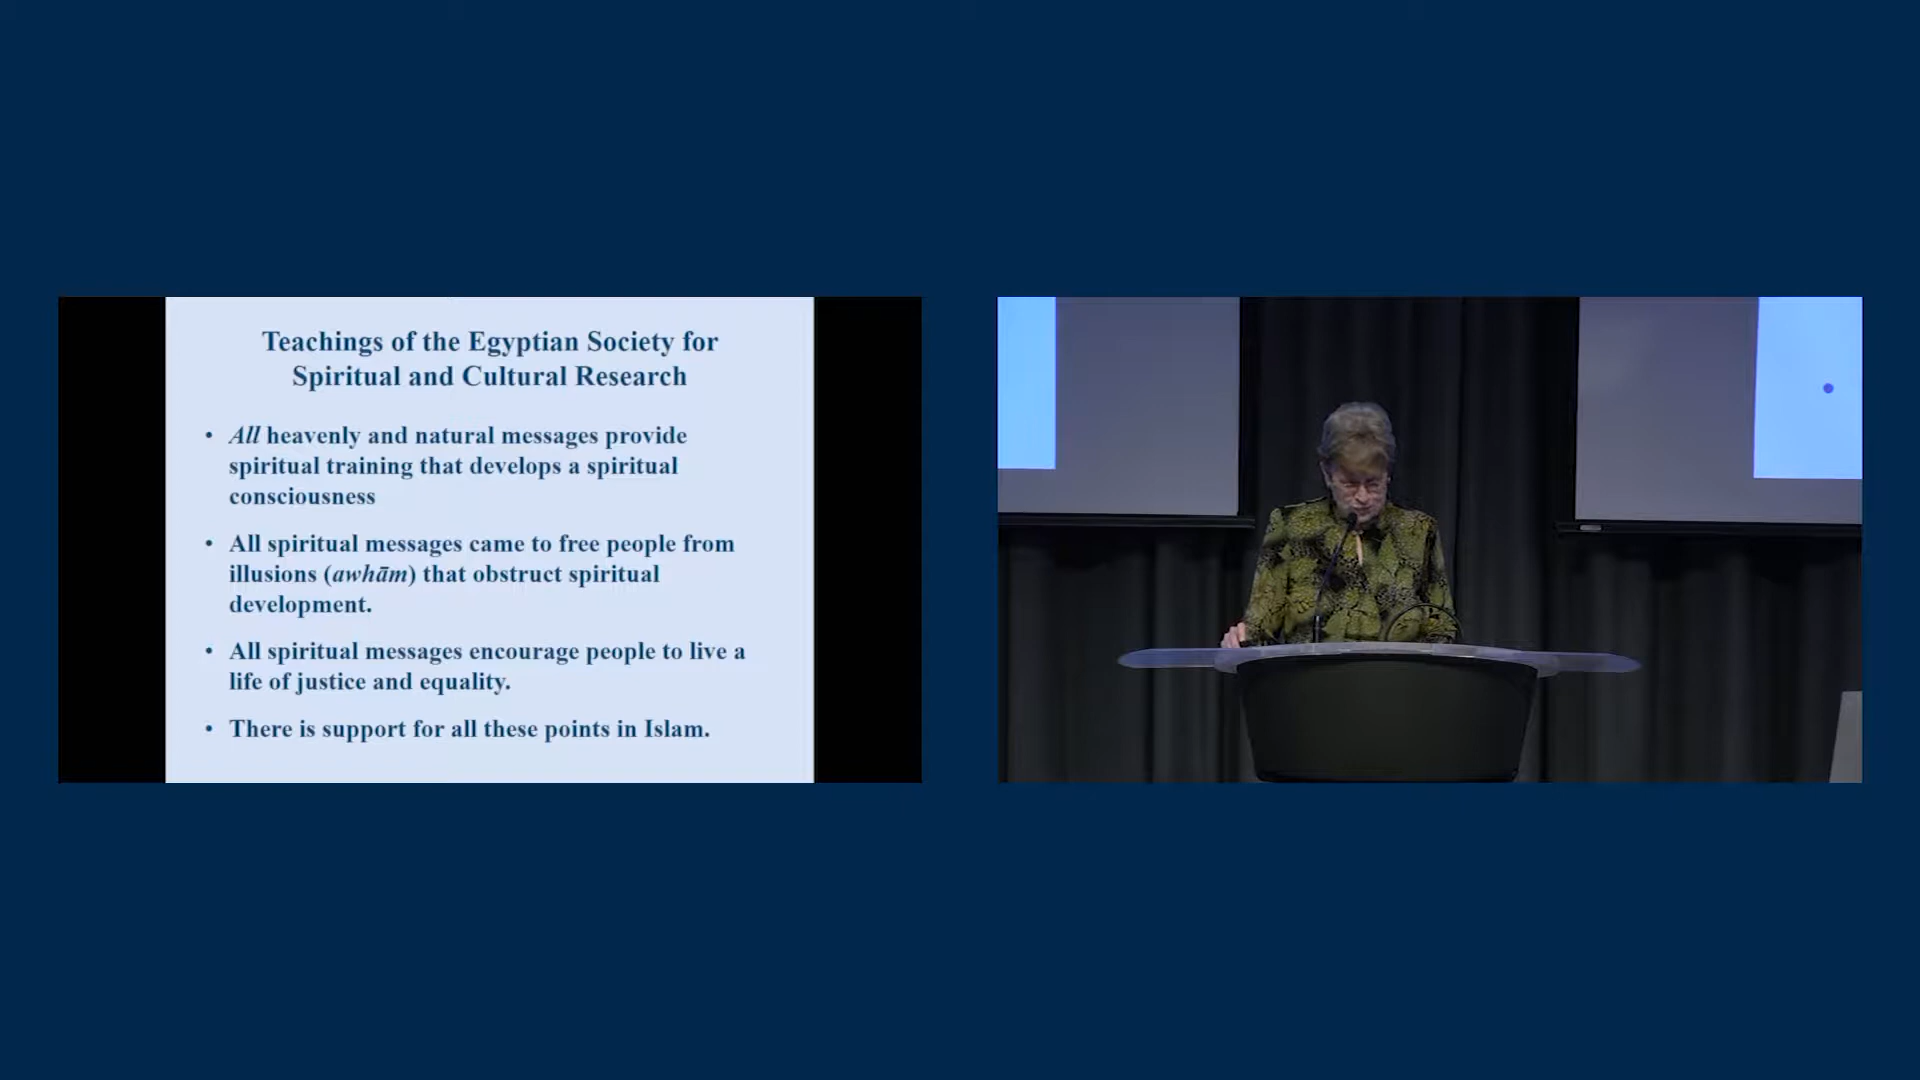 Teachings of the Egyptian Society for
Spiritual and Cultural Research
• All heavenly and natural messages provide
spiritual training that develops a spiritual
consciousness
• All spiritual messages came to free people from
illusions (awhām) that obstruct spiritual
development.
• All spiritual messages encourage people to live a
life of justice and equality.
• There is support for all these points in Islam.